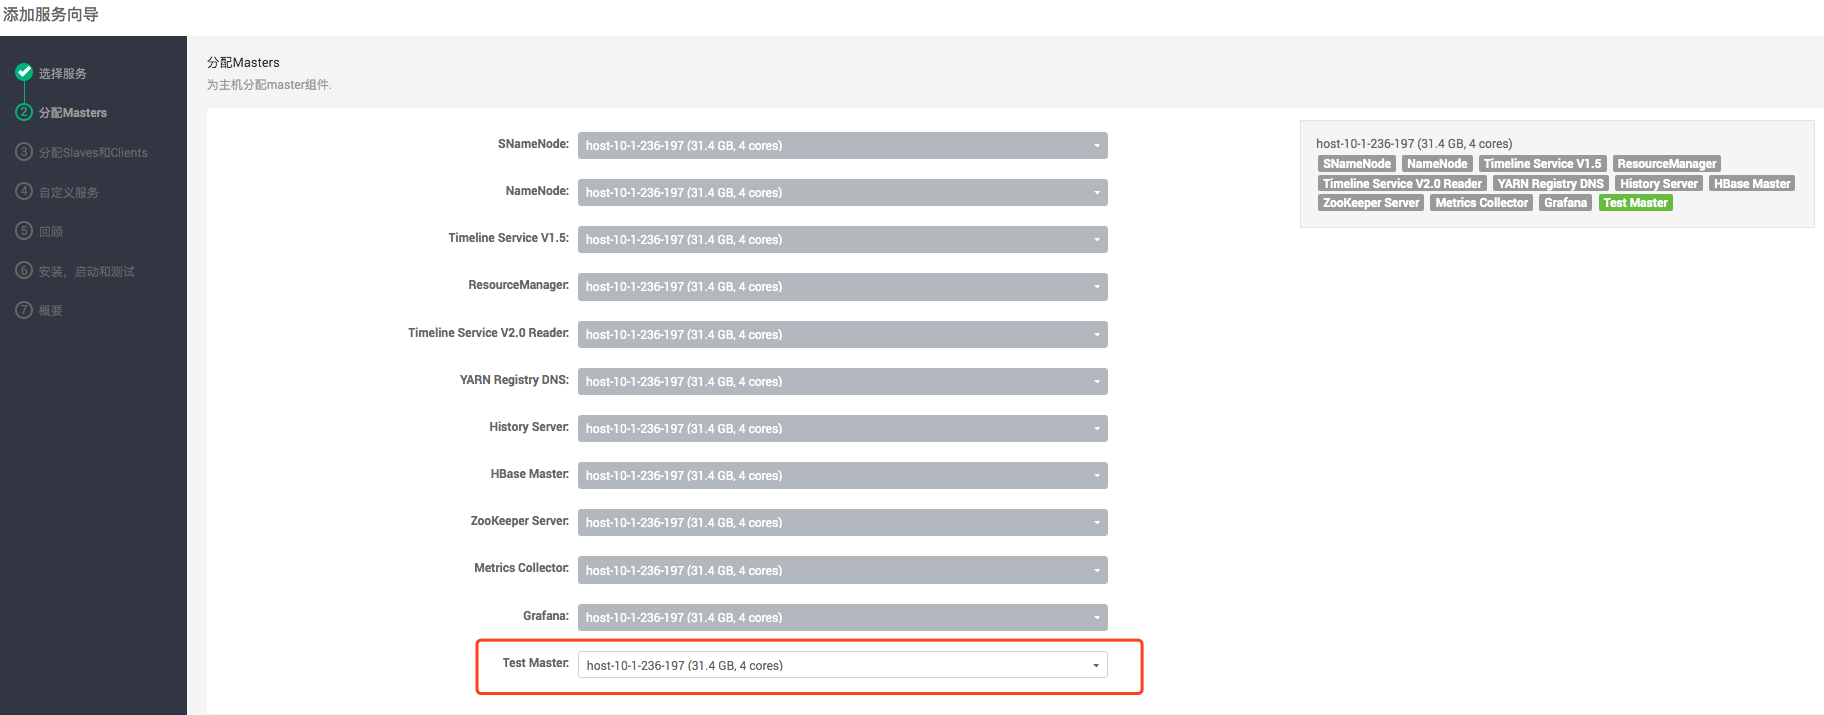 添加服务向导
选择服务
2 分配Masters
3 分配Slaves和Clients
4 自定义服务
5 回顾
6 安装，启动和测试
7 概要
分配Masters
为主机分配master组件.
SNameNode: host-10-1-236-197 (31.4 GB, 4 cores)
NameNode: host-10-1-236-197 (31.4 GB, 4 cores)
Timeline Service V1.5: host-10-1-236-197 (31.4 GB, 4 cores)
ResourceManager: host-10-1-236-197 (31.4 GB, 4 cores)
Timeline Service V2.0 Reader: host-10-1-236-197 (31.4 GB, 4 cores)
YARN Registry DNS: host-10-1-236-197 (31.4 GB, 4 cores)
History Server: host-10-1-236-197 (31.4 GB, 4 cores)
HBase Master: host-10-1-236-197 (31.4 GB, 4 cores)
ZooKeeper Server: host-10-1-236-197 (31.4 GB, 4 cores)
Metrics Collector: host-10-1-236-197 (31.4 GB, 4 cores)
Grafana: host-10-1-236-197 (31.4 GB, 4 cores)
Test Master: host-10-1-236-197 (31.4 GB, 4 cores)
host-10-1-236-197 (31.4 GB, 4 cores)
SNameNode NameNode Timeline Service V1.5 ResourceManager
Timeline Service V2.0 Reader YARN Registry DNS History Server HBase Master
ZooKeeper Server Metrics Collector Grafana Test Master